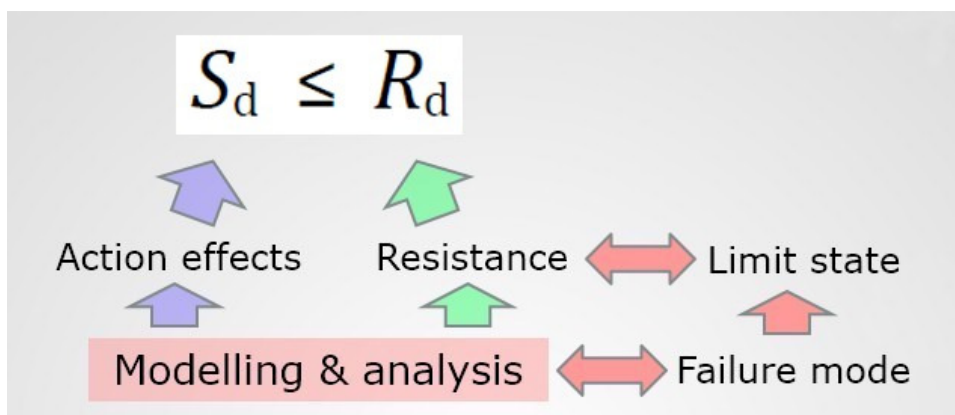 S_d ≤ R_d
Action effects Resistance Limit state
Modelling & analysis Failure mode